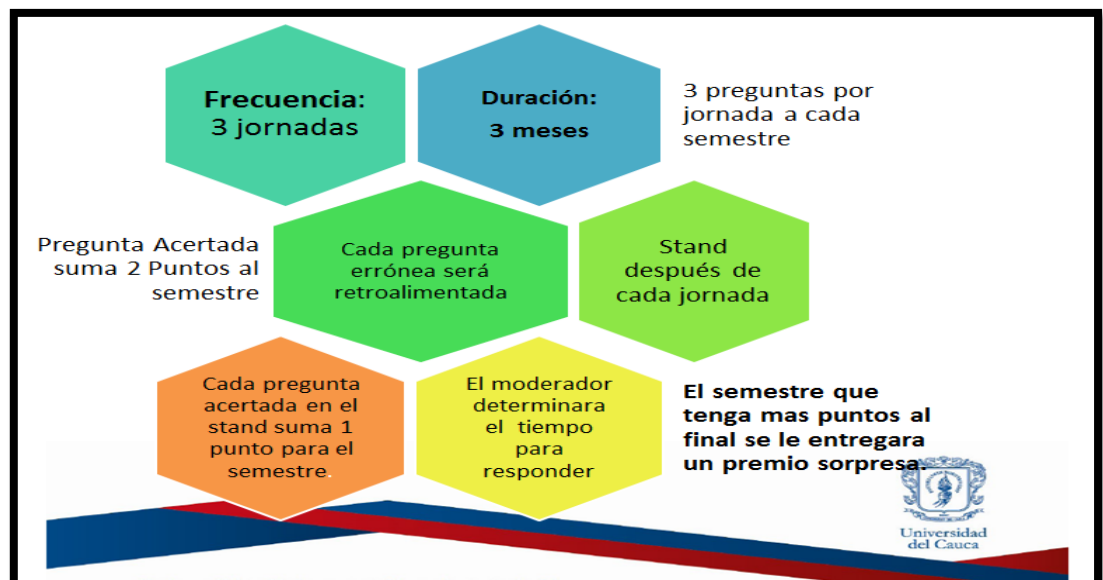 Frecuencia:
3 jornadas
Duración:
3 meses
3 preguntas por
jornada a cada
semestre
Pregunta Acertada
suma 2 Puntos al
semestre
Cada pregunta
errónea será
retroalimentada
Stand
después de
cada jornada
Cada pregunta
acertada en el
stand suma 1
punto para el
semestre.
El moderador
determinara
el tiempo
para
responder
El semestre que
tenga mas puntos al
final se le entregara
un premio sorpresa.
Universidad
del Cauca